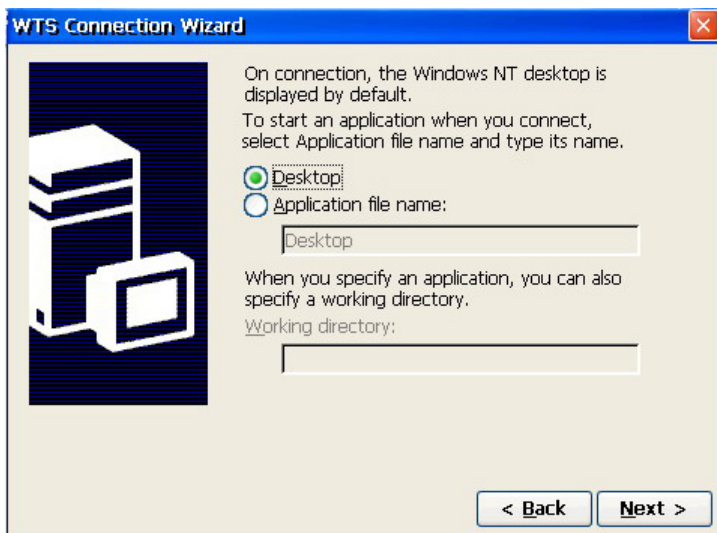 WTS Connection Wizard
On connection, the Windows NT desktop is
displayed by default.
To start an application when you connect,
select Application file name and type its name.
Desktop
Application file name:
Desktop
When you specify an application, you can also
specify a working directory.
Working directory:
< Back
Next >